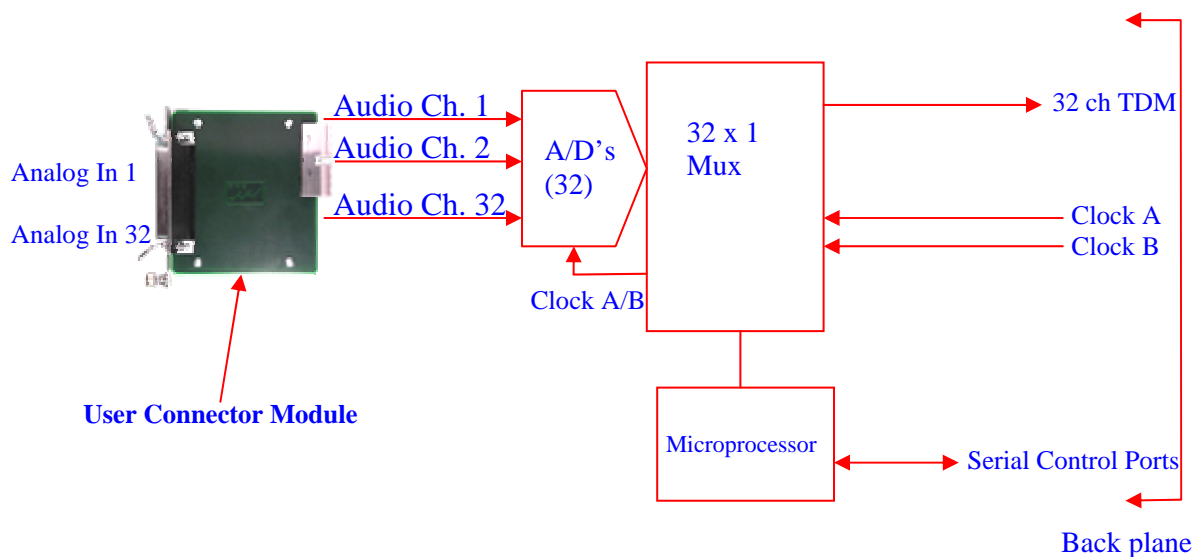 Analog In 1
Analog In 32
User Connector Module
Audio Ch. 1
Audio Ch. 2
Audio Ch. 32
A/D's
(32)
Clock A/B
32 x 1
Mux
Microprocessor
32 ch TDM
Clock A
Clock B
Serial Control Ports
Back plane